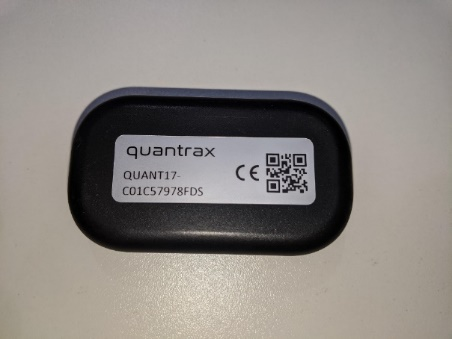 quantrax
QUANT17-
C01C57978FDS
CE